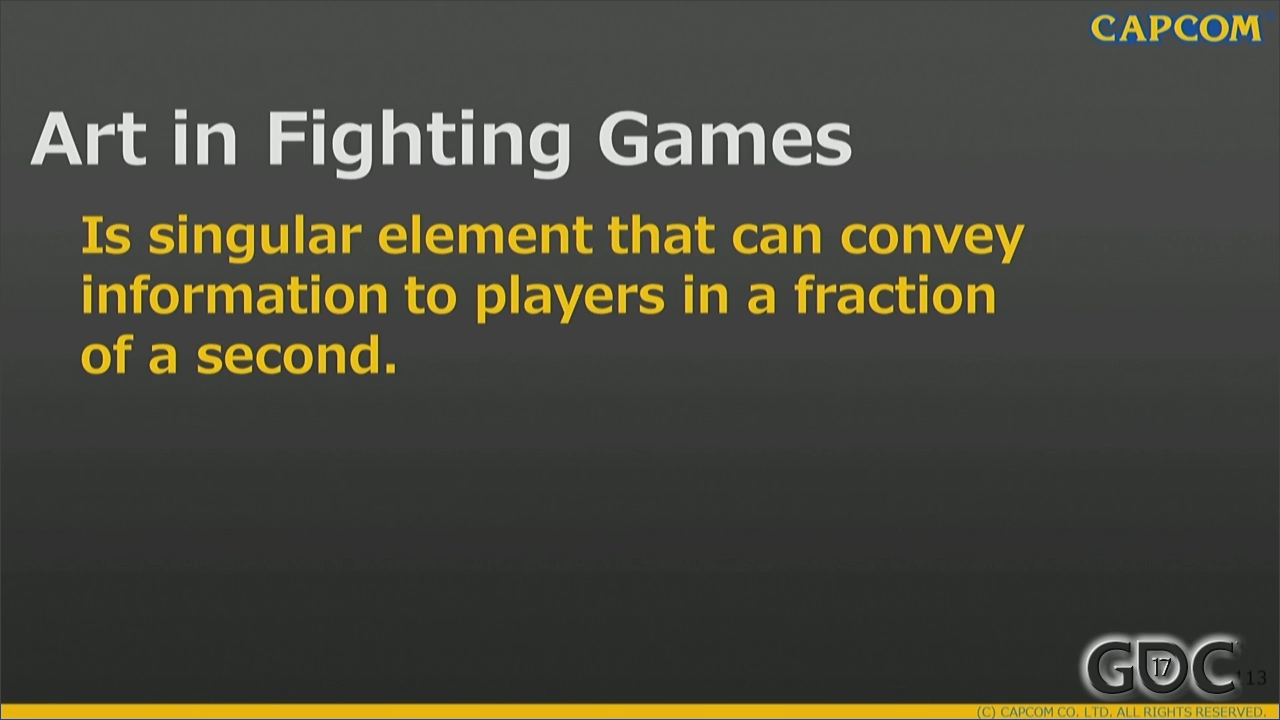 CAPCOM
Art in Fighting Games
Is singular element that can convey
information to players in a fraction
of a second.
GDC
17
113
(C) CAPCOM CO. LTD. ALL RIGHTS RESERVED.